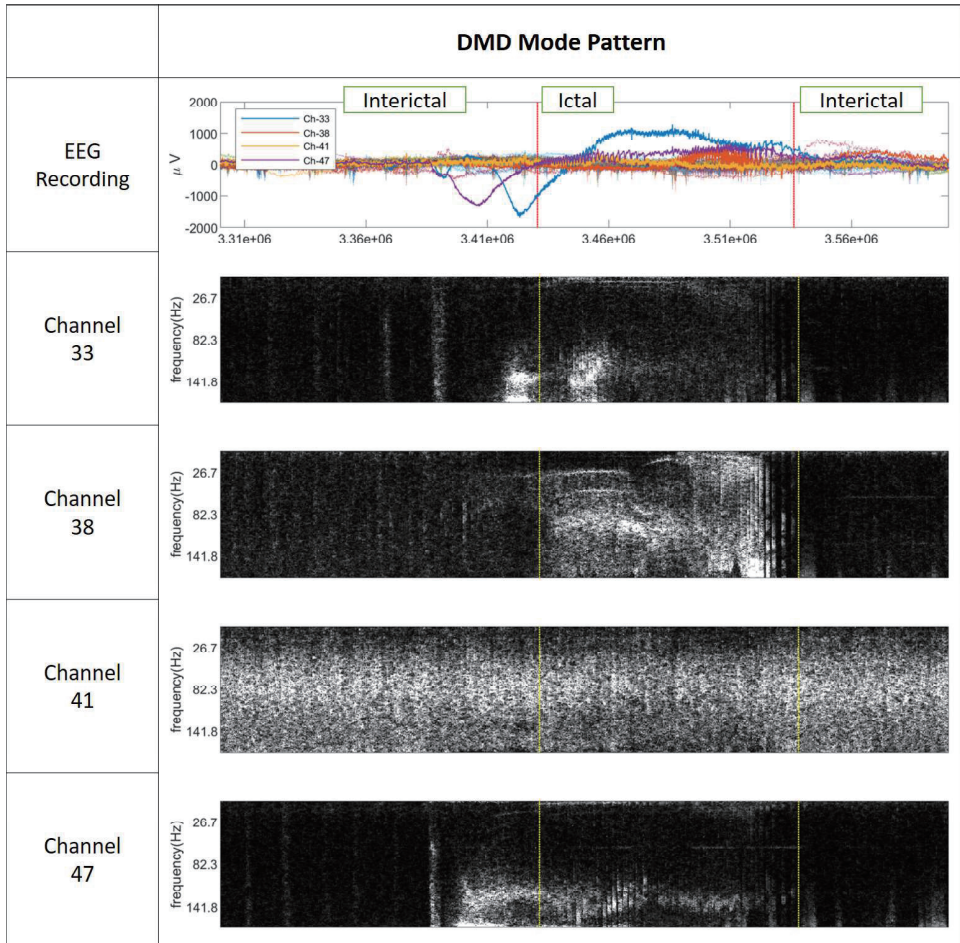 DMD Mode Pattern
EEG
Recording
Interictal
Ictal
Interictal
μ V
2000
1000
0
-1000
-2000
Ch-33
Ch-38
Ch-41
Ch-47
3.31e+06
3.36e+06
3.41e+06
3.46e+06
3.51e+06
3.56e+06
Channel
33
frequency(Hz)
26.7
82.3
141.8
Channel
38
frequency(Hz)
26.7
82.3
141.8
Channel
41
frequency(Hz)
26.7
82.3
141.8
Channel
47
frequency(Hz)
26.7
82.3
141.8